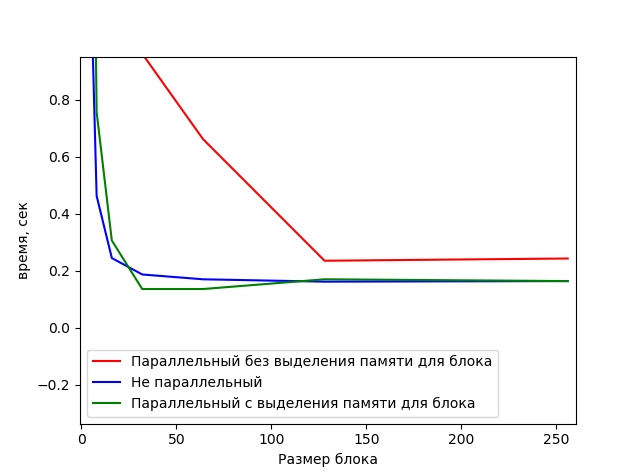 время, сек
0.8
0.6
0.4
0.2
0.0
−0.2
Параллельный без выделения памяти для блока
Не параллельный
Параллельный с выделения памяти для блока
0 50 100 150 200 250
Размер блока